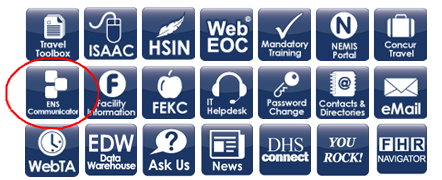 Travel
Toolbox
ISAAC
HSIN
Web
EOC
©
Mandatory
Training
N
NEMIS
Portal
Concur
Travel
ENS
Communicator
F
Facility
Information
FEKC
IT
Helpdesk
Password
Change
@
Contacts &
Directories
eMail
WebTA
EDW
Data
Warehouse
?
Ask Us
News
DHS
connect
YOU
ROCK!
FHR
NAVIGATOR